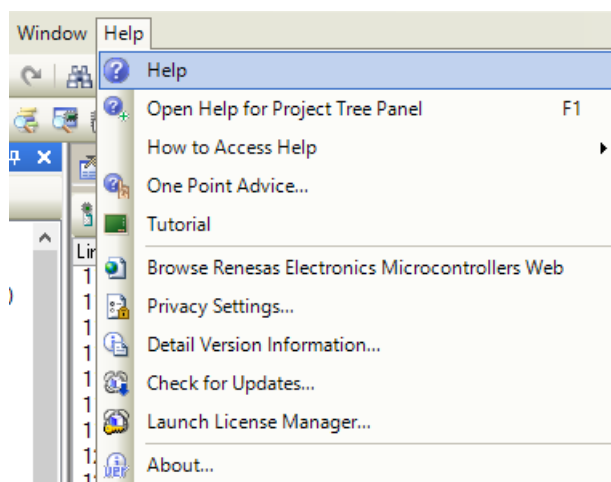 Window Help
Help
Open Help for Project Tree Panel F1
How to Access Help
One Point Advice...
Tutorial
Browse Renesas Electronics Microcontrollers Web
Privacy Settings...
Detail Version Information...
Check for Updates...
Launch License Manager...
About...